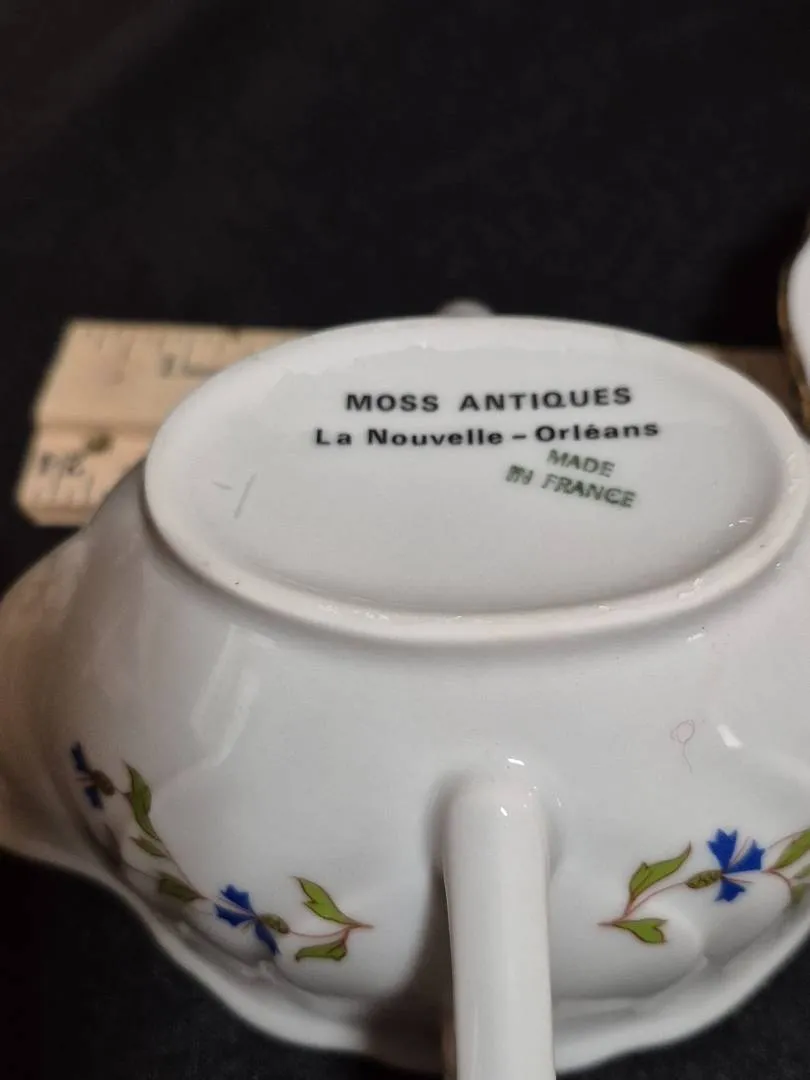 MOSS ANTIQUES
La Nouvelle – Orléans
MADE
IN FRANCE